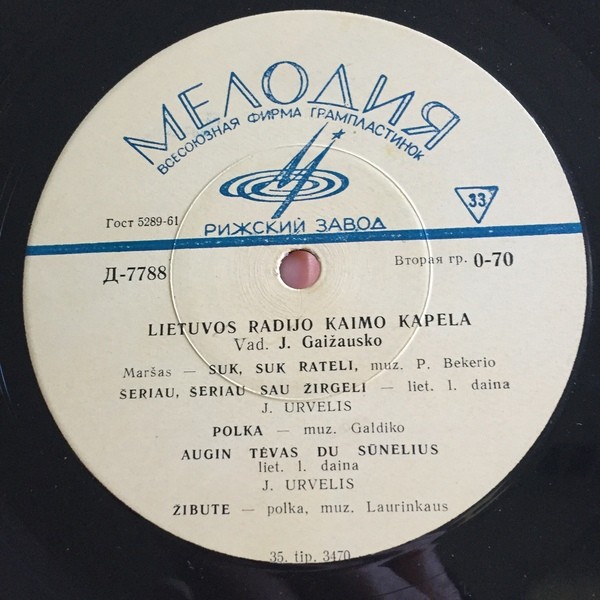 МЕЛОДИЯ
ВСЕСОЮЗНАЯ ФИРМА ГРАМПЛАСТИНОК
33
Гост 5289-61
РИЖСКИЙ ЗАВОД
Д-7788
Вторая гр. 0-70
LIETUVOS RADIJO KAIMO KAPELA
Vad. J. Gaižausko
Maršas — SUK, SUK RATELI, muz. P. Bekerio
ŠERIAU, ŠERIAU SAU ŽIRGELĮ — liet. l. daina
J. URVELIS
POLKA — muz. Galdiko
AUGIN TĖVAS DU SŪNELIUS
liet. l. daina
J. URVELIS
ŽIBUTE — polka, muz. Laurinkaus
35. tip. 3470